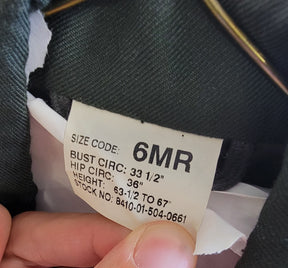 SIZE CODE: 6MR
BUST CIRC: 33 1/2"
HIP CIRC: 36"
HEIGHT: 63-1/2 TO 67"
STOCK NO: 8410-01-504-0661